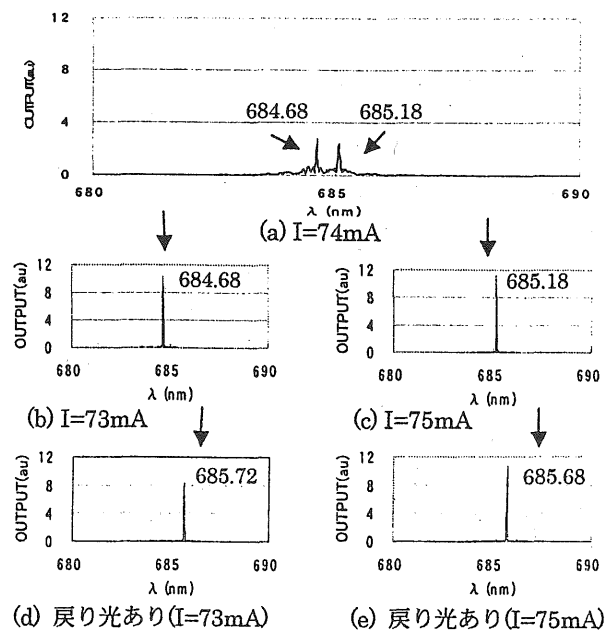 OUTPUT(au)
12
8
4
0
684.68 685.18
680 685 690
λ (nm)
(a) I=74mA
OUTPUT(au)
12
8
4
0
684.68
680 685 690
λ (nm)
(b) I=73mA
OUTPUT(au)
12
8
4
0
685.18
680 685 690
λ (nm)
(c) I=75mA
OUTPUT(au)
12
8
4
0
685.72
680 685 690
λ (nm)
(d) 戻り光あり(I=73mA)
OUTPUT(au)
12
8
4
0
685.68
680 685 690
λ (nm)
(e) 戻り光あり(I=75mA)